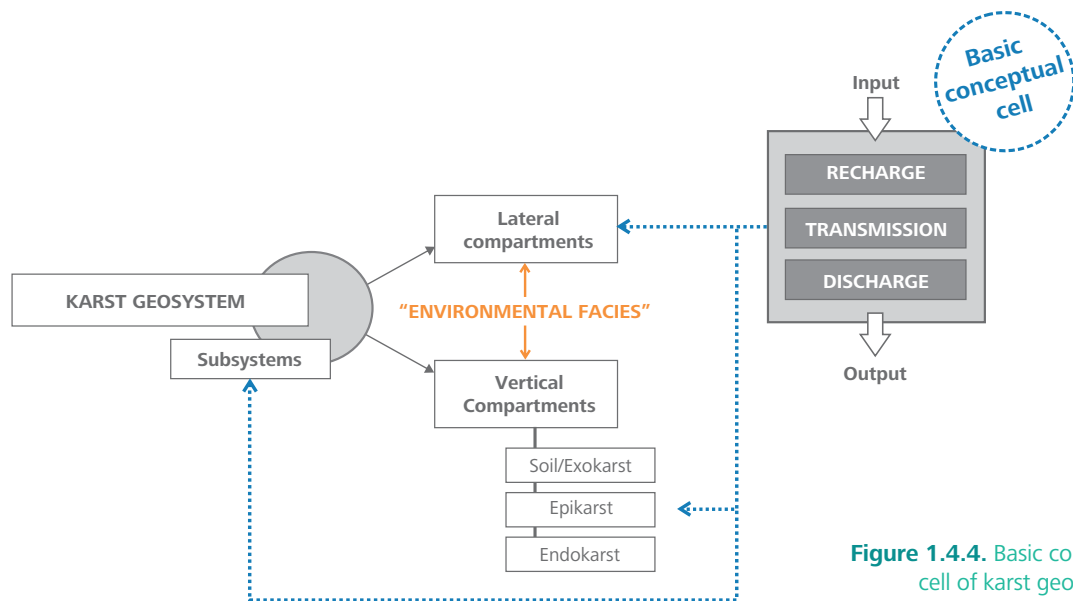 Basic
conceptual
cell
Input
RECHARGE
TRANSMISSION
DISCHARGE
Output
Lateral
compartments
KARST GEOSYSTEM
"ENVIRONMENTAL FACIES"
Subsystems
Vertical
Compartments
Soil/Exokarst
Epikarst
Endokarst
Figure 1.4.4. Basic co
cell of karst geo